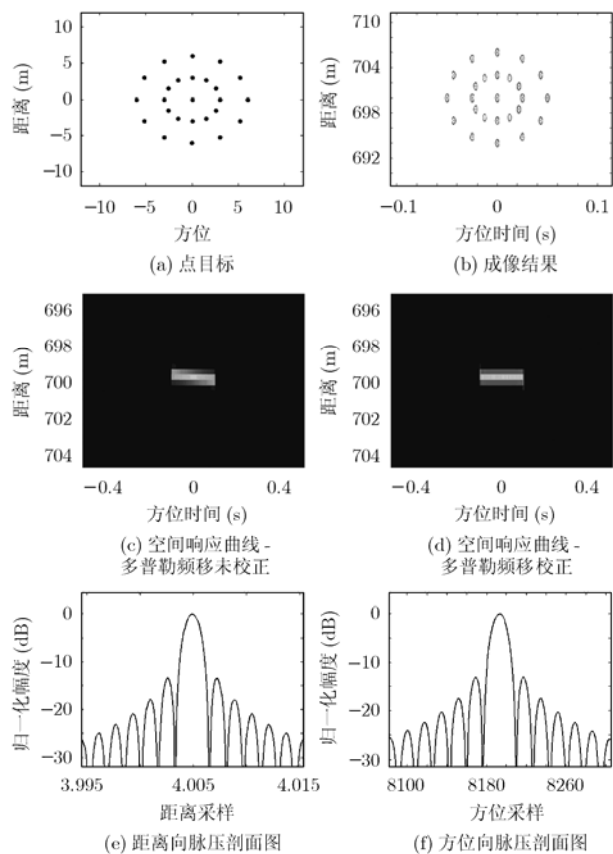 10
5
0
−5
−10
距离 (m)
−10
−5
0
5
10
方位
(a) 点目标
710
704
698
692
距离 (m)
−0.1
0
0.1
方位时间 (s)
(b) 成像结果
696
698
700
702
704
距离 (m)
−0.4
0
0.4
方位时间 (s)
(c) 空间响应曲线 -
多普勒频移未校正
696
698
700
702
704
距离 (m)
−0.4
0
0.4
方位时间 (s)
(d) 空间响应曲线 -
多普勒频移校正
0
−10
−20
−30
归一化幅度 (dB)
3.995
4.005
4.015
距离采样
(e) 距离向脉压剖面图
0
−10
−20
−30
归一化幅度 (dB)
8100
8180
8260
方位采样
(f) 方位向脉压剖面图